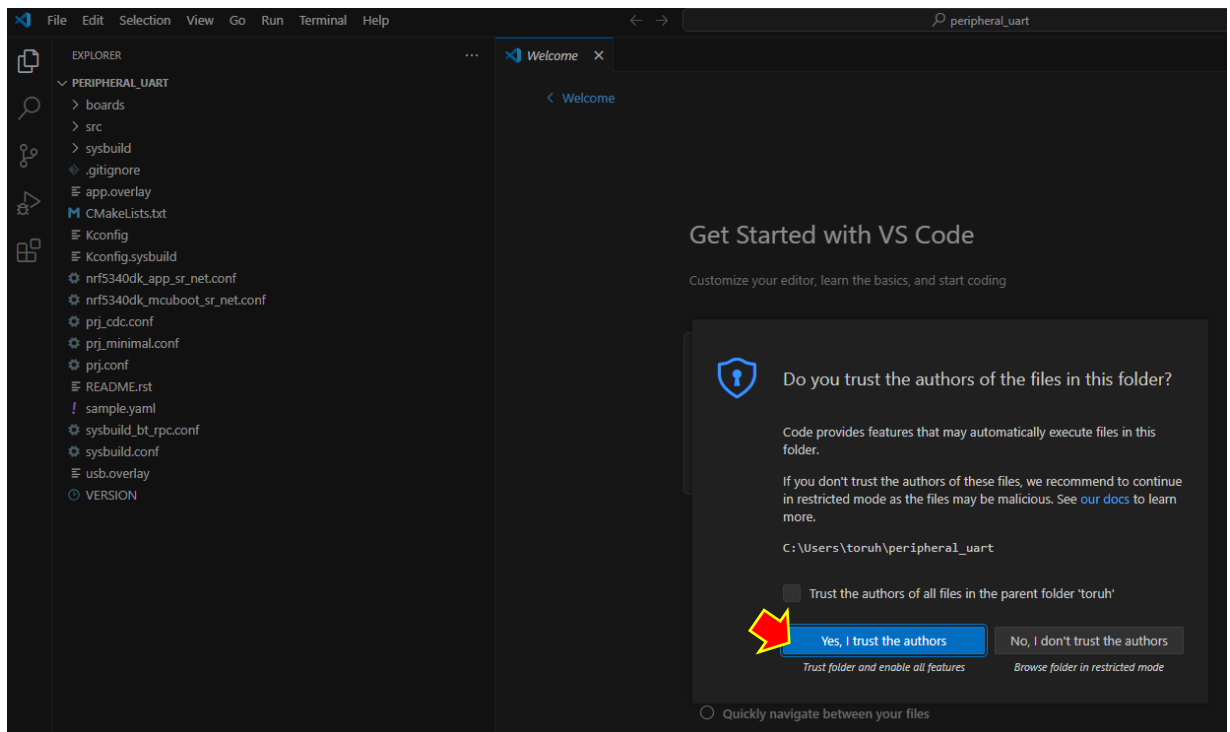 File Edit Selection View Go Run Terminal Help
peripheral_uart
EXPLORER
Welcome
PERIPHERAL_UART
boards
src
sysbuild
.gitignore
app.overlay
CMakeLists.txt
Kconfig
Kconfig.sysbuild
nrf5340dk_app_sr_net.conf
nrf5340dk_mcuboot_sr_net.conf
prj_cdc.conf
prj_minimal.conf
prj.conf
README.rst
sample.yaml
sysbuild_bt_rpc.conf
sysbuild.conf
usb.overlay
VERSION
Welcome
Get Started with VS Code
Customize your editor, learn the basics, and start coding
Do you trust the authors of the files in this folder?
Code provides features that may automatically execute files in this
folder.
If you don't trust the authors of these files, we recommend to continue
in restricted mode as the files may be malicious. See our docs to learn
more.
C:\Users\toruh\peripheral_uart
Trust the authors of all files in the parent folder 'toruh'
Yes, I trust the authors
No, I don't trust the authors
Trust folder and enable all features
Browse folder in restricted mode
Quickly navigate between your files